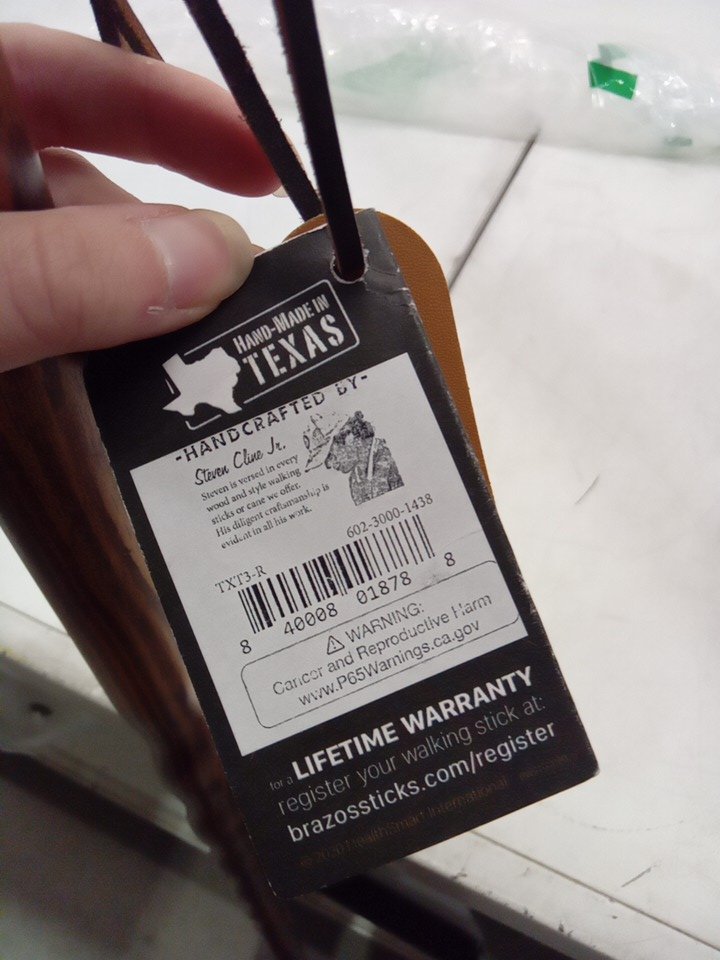 HAND-MADE IN
TEXAS
-HANDCRAFTED BY-
Steven Cline Jr.
Steven is versed in every
wood and style walking
sticks or cane we offer.
His diligent craftsmanship is
evident in all his work.
602-3000-1438
TXT3-R
8 40008 01878 8
⚠ WARNING:
Cancer and Reproductive Harm
www.P65Warnings.ca.gov
for a LIFETIME WARRANTY
register your walking stick at:
brazossticks.com/register
HealthSmart International